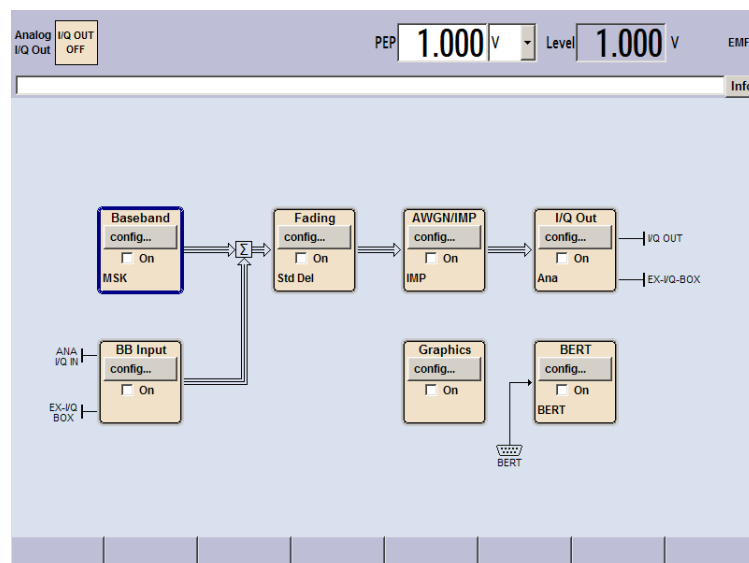 Analog I/Q OUT
I/Q Out OFF
PEP 1.000 V Level 1.000 V EMF
Info
Baseband
config...
On
MSK
Σ
Fading
config...
On
Std Del
AWGN/IMP
config...
On
IMP
I/Q Out
config...
On
Ana
I/Q OUT
EX-I/Q-BOX
ANA
I/Q IN
EX-I/Q
BOX
BB Input
config...
On
Graphics
config...
On
BERT
config...
On
BERT
BERT